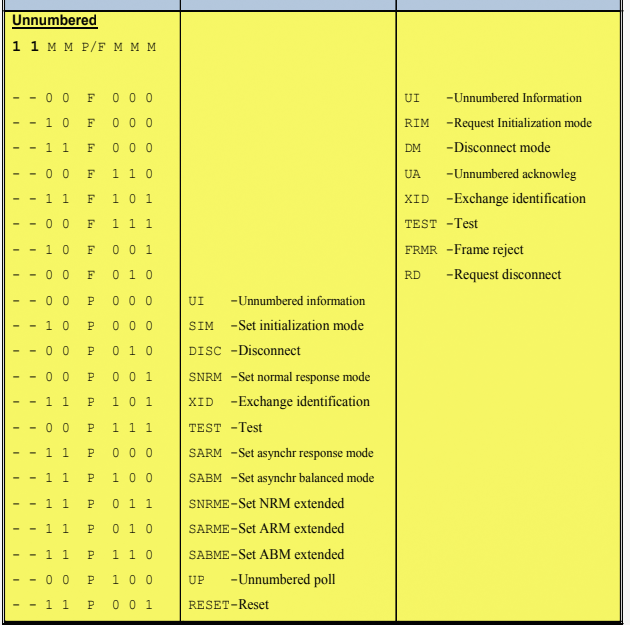 Unnumbered
1 1 M M P/F M M M
- - 0 0 F 0 0 0 UI -Unnumbered Information
- - 1 0 F 0 0 0 RIM -Request Initialization mode
- - 1 1 F 0 0 0 DM -Disconnect mode
- - 0 0 F 1 1 0 UA -Unnumbered acknowleg
- - 1 1 F 1 0 1 XID -Exchange identification
- - 0 0 F 1 1 1 TEST -Test
- - 1 0 F 0 0 1 FRMR -Frame reject
- - 0 0 F 0 1 0 RD -Request disconnect
- - 0 0 P 0 0 0 UI -Unnumbered information
- - 1 0 P 0 0 0 SIM -Set initialization mode
- - 0 0 P 0 1 0 DISC -Disconnect
- - 0 0 P 0 0 1 SNRM -Set normal response mode
- - 1 1 P 1 0 1 XID -Exchange identification
- - 0 0 P 1 1 1 TEST -Test
- - 1 1 P 0 0 0 SARM -Set asynchr response mode
- - 1 1 P 1 0 0 SABM -Set asynchr balanced mode
- - 1 1 P 0 1 1 SNRME-Set NRM extended
- - 1 1 P 0 1 0 SARME-Set ARM extended
- - 1 1 P 1 1 0 SABME-Set ABM extended
- - 0 0 P 1 0 0 UP -Unnumbered poll
- - 1 1 P 0 0 1 RESET-Reset